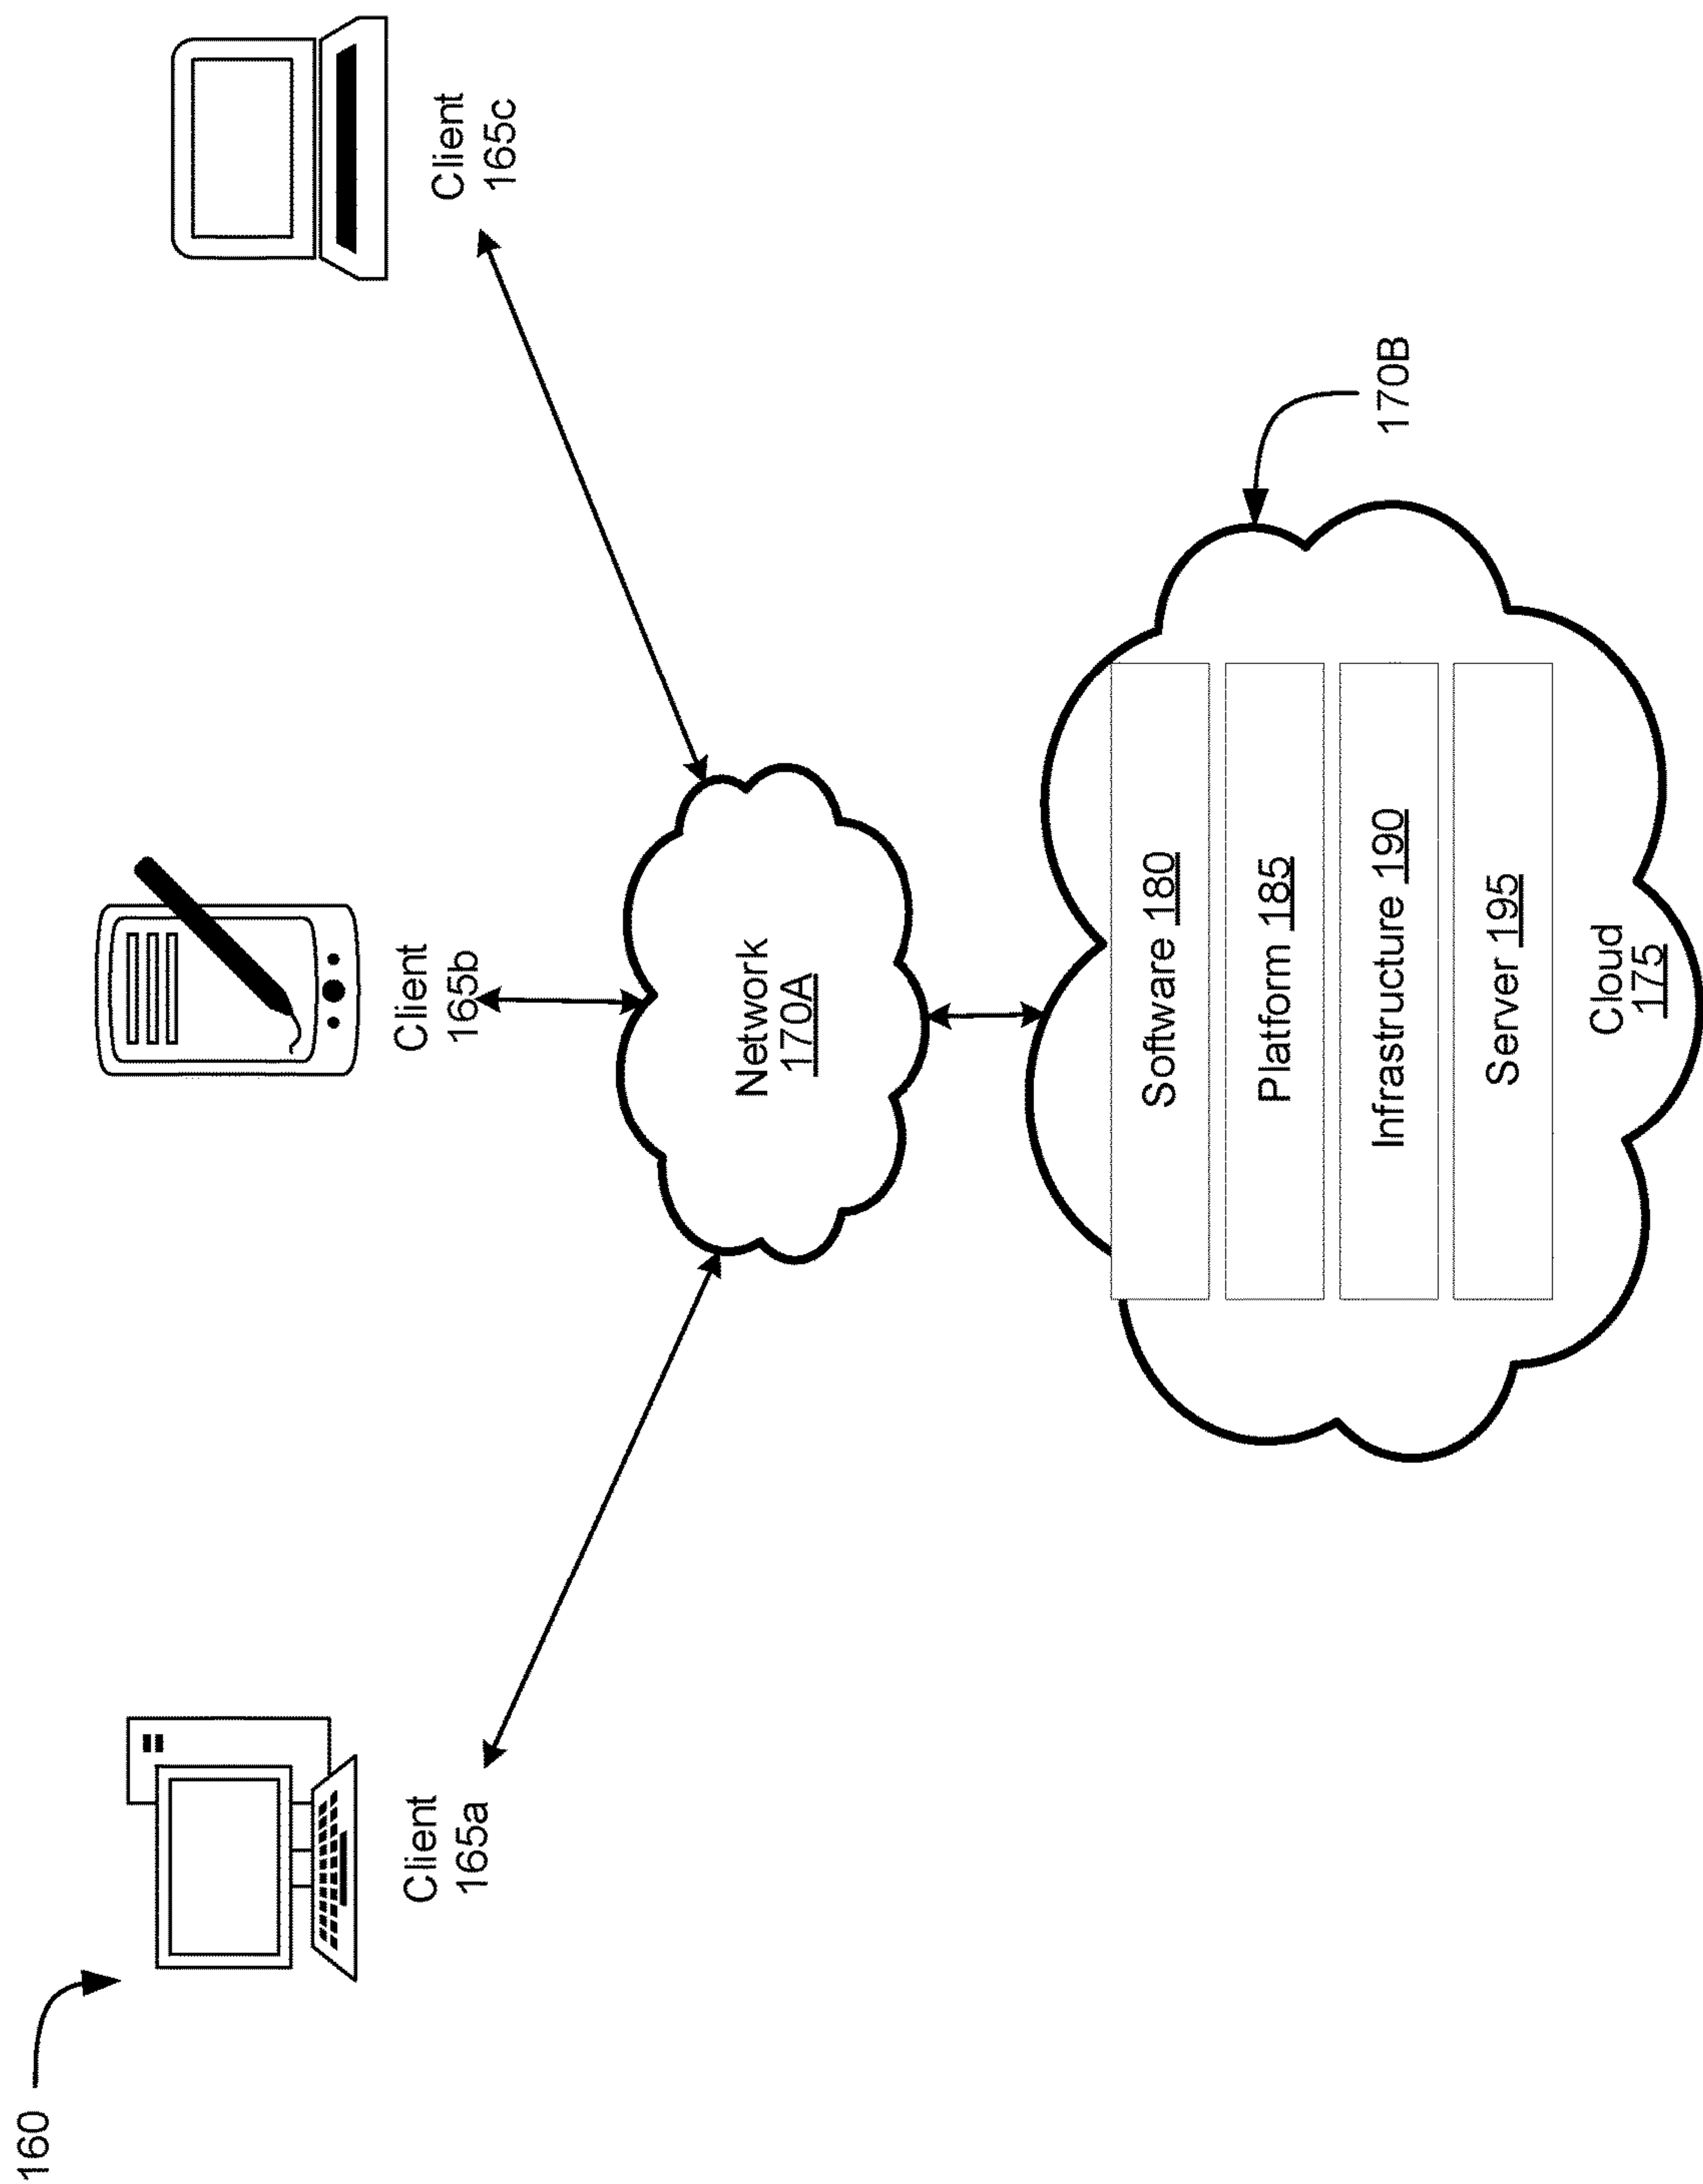 160
Client
165a
Client
165b
Client
165c
Network
170A
170B
Software 180
Platform 185
Infrastructure 190
Server 195
Cloud
175